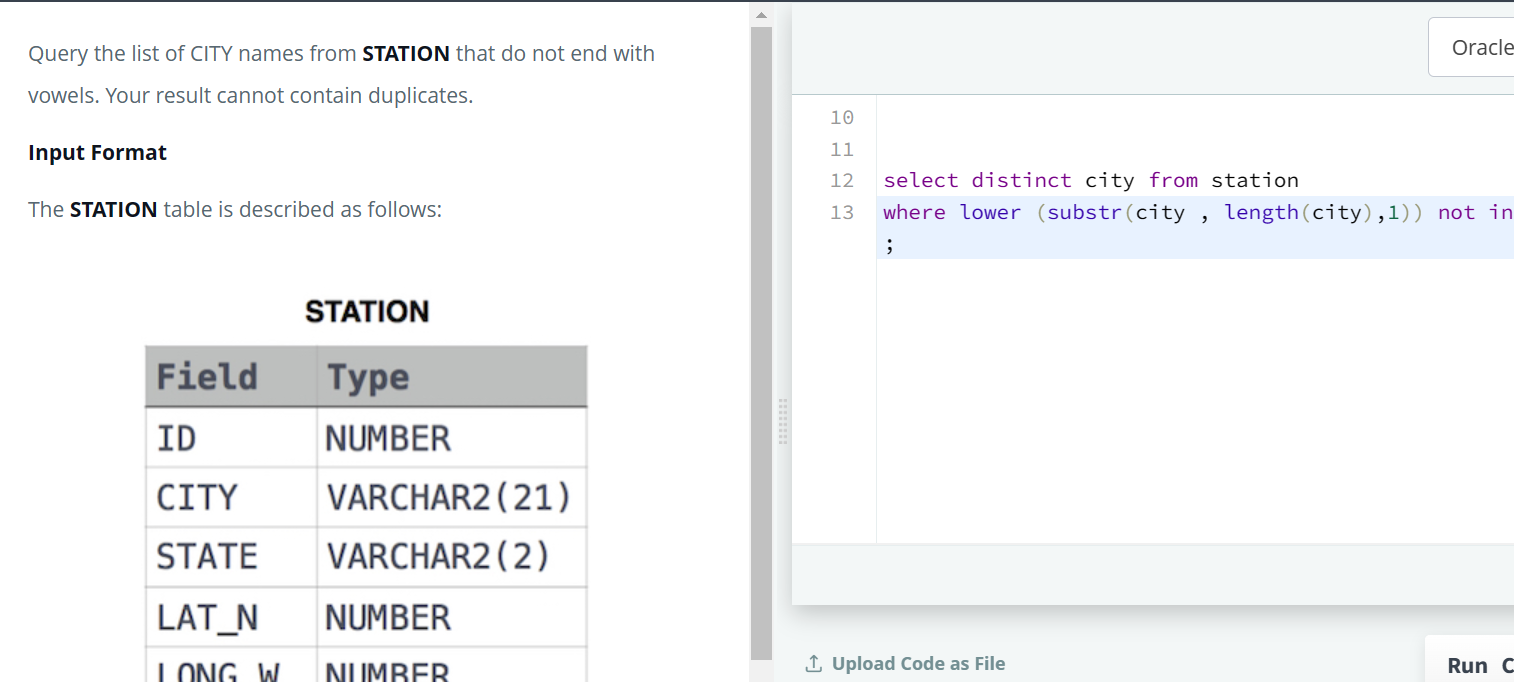 Query the list of CITY names from STATION that do not end with
vowels. Your result cannot contain duplicates.
Input Format
The STATION table is described as follows:
STATION
Field Type
ID NUMBER
CITY VARCHAR2(21)
STATE VARCHAR2(2)
LAT_N NUMBER
LONG_W NUMBER
Oracle
10
11
12 select distinct city from station
13 where lower (substr(city , length(city),1)) not in
;
Upload Code as File
Run C